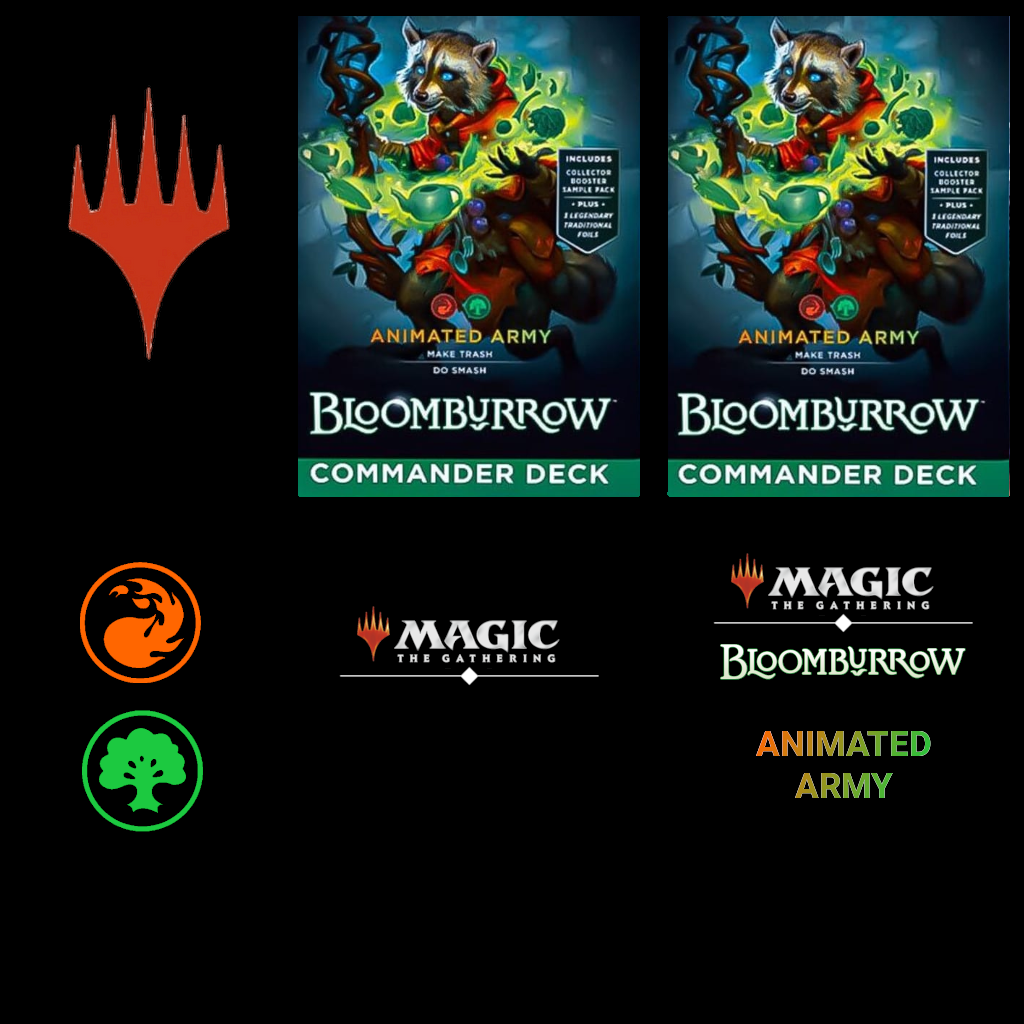 INCLUDES
COLLECTOR
BOOSTER
SAMPLE PACK
• PLUS •
2 LEGENDARY
TRADITIONAL
FOILS
ANIMATED ARMY
MAKE TRASH
DO SMASH
BLOOMBURROW™
COMMANDER DECK
INCLUDES
COLLECTOR
BOOSTER
SAMPLE PACK
• PLUS •
2 LEGENDARY
TRADITIONAL
FOILS
ANIMATED ARMY
MAKE TRASH
DO SMASH
BLOOMBURROW™
COMMANDER DECK
MAGIC
THE GATHERING
MAGIC
THE GATHERING
BLOOMBURROW
ANIMATED
ARMY